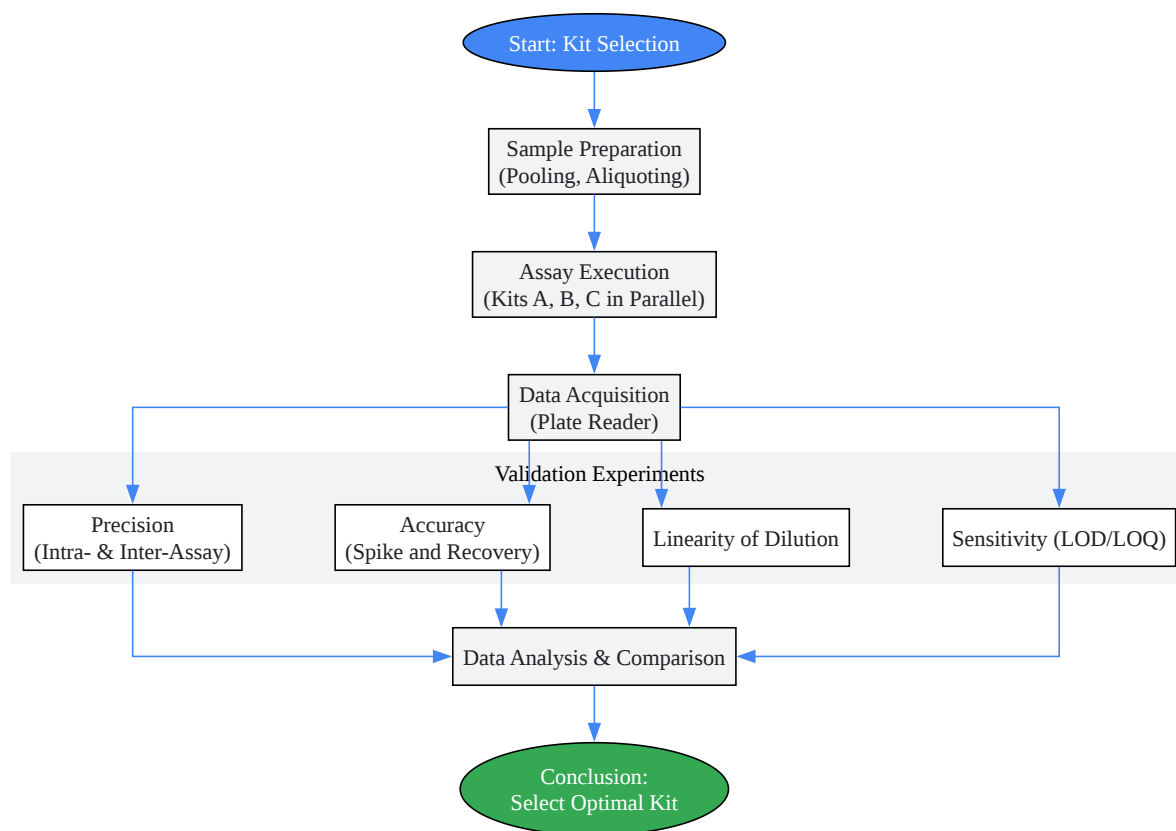 Start: Kit Selection
Sample Preparation
(Pooling, Aliquoting)
Assay Execution
(Kits A, B, C in Parallel)
Data Acquisition
(Plate Reader)
Validation Experiments
Precision
(Intra- & Inter-Assay)
Accuracy
(Spike and Recovery)
Linearity of Dilution
Sensitivity (LOD/LOQ)
Data Analysis & Comparison
Conclusion:
Select Optimal Kit